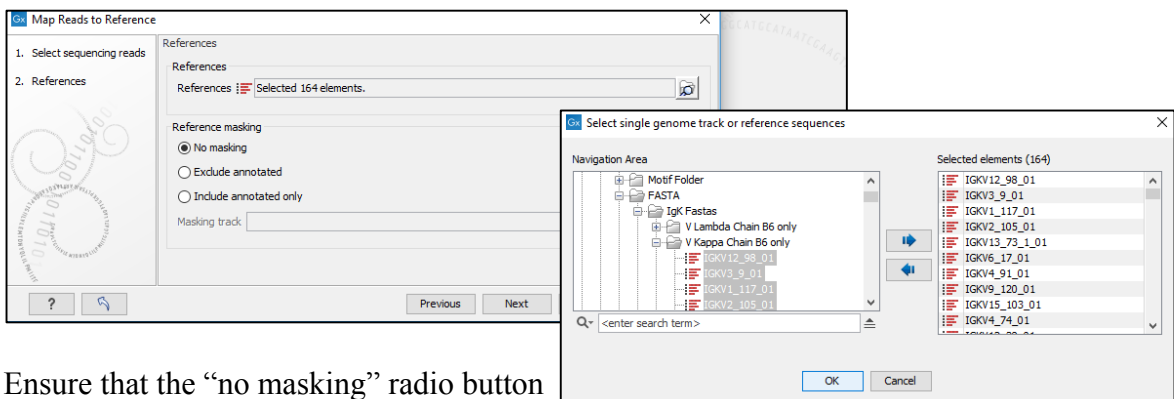 Gx Map Reads to Reference
1. Select sequencing reads
2. References
References
References
References Selected 164 elements.
Reference masking
No masking
Exclude annotated
Include annotated only
Masking track
? Previous Next
Gx Select single genome track or reference sequences
Navigation Area
Motif Folder
FASTA
IgK Fastas
V Lambda Chain B6 only
V Kappa Chain B6 only
IGKV12_98_01
IGKV3_9_01
IGKV1_117_01
IGKV2_105_01
<enter search term>
Selected elements (164)
IGKV12_98_01
IGKV3_9_01
IGKV1_117_01
IGKV2_105_01
IGKV13_73_1_01
IGKV6_17_01
IGKV4_91_01
IGKV9_120_01
IGKV15_103_01
IGKV4_74_01
OK Cancel
Ensure that the “no masking” radio button